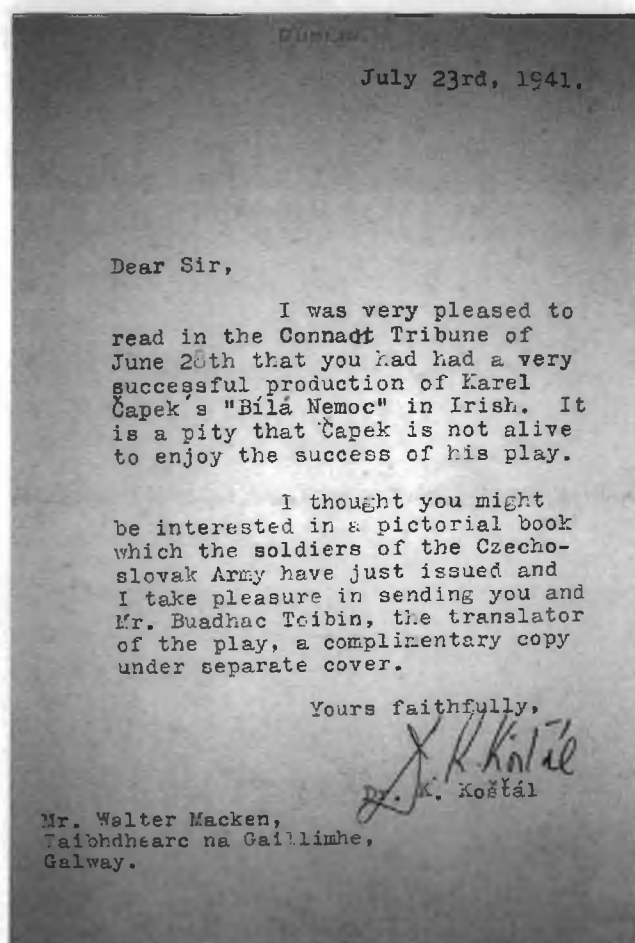 DUBLIN.
July 23rd, 1941.
Dear Sir,
I was very pleased to
read in the Connadt Tribune of
June 28th that you had had a very
successful production of Karel
Čapek's "Bílá Nemoc" in Irish. It
is a pity that Čapek is not alive
to enjoy the success of his play.
I thought you might
be interested in a pictorial book
which the soldiers of the Czecho-
slovak Army have just issued and
I take pleasure in sending you and
Mr. Buadhac Toibin, the translator
of the play, a complimentary copy
under separate cover.
Yours faithfully,
K. Košťál
Dr. K. Košťál
Mr. Walter Macken,
Taibhdhearc na Gaillimhe,
Galway.